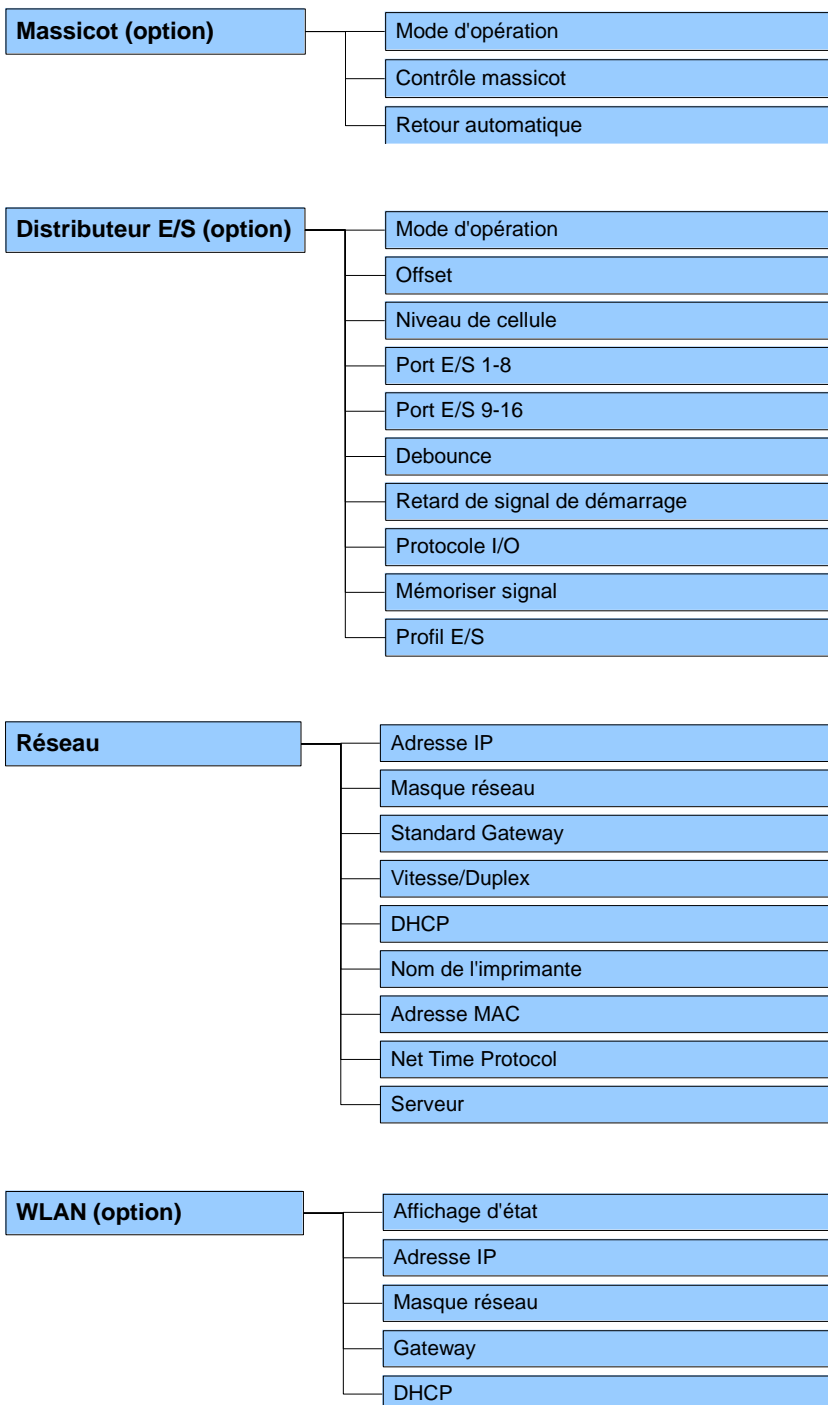 Massicot (option)
Mode d'opération
Contrôle massicot
Retour automatique
Distributeur E/S (option)
Mode d'opération
Offset
Niveau de cellule
Port E/S 1-8
Port E/S 9-16
Debounce
Retard de signal de démarrage
Protocole I/O
Mémoriser signal
Profil E/S
Réseau
Adresse IP
Masque réseau
Standard Gateway
Vitesse/Duplex
DHCP
Nom de l'imprimante
Adresse MAC
Net Time Protocol
Serveur
WLAN (option)
Affichage d'état
Adresse IP
Masque réseau
Gateway
DHCP